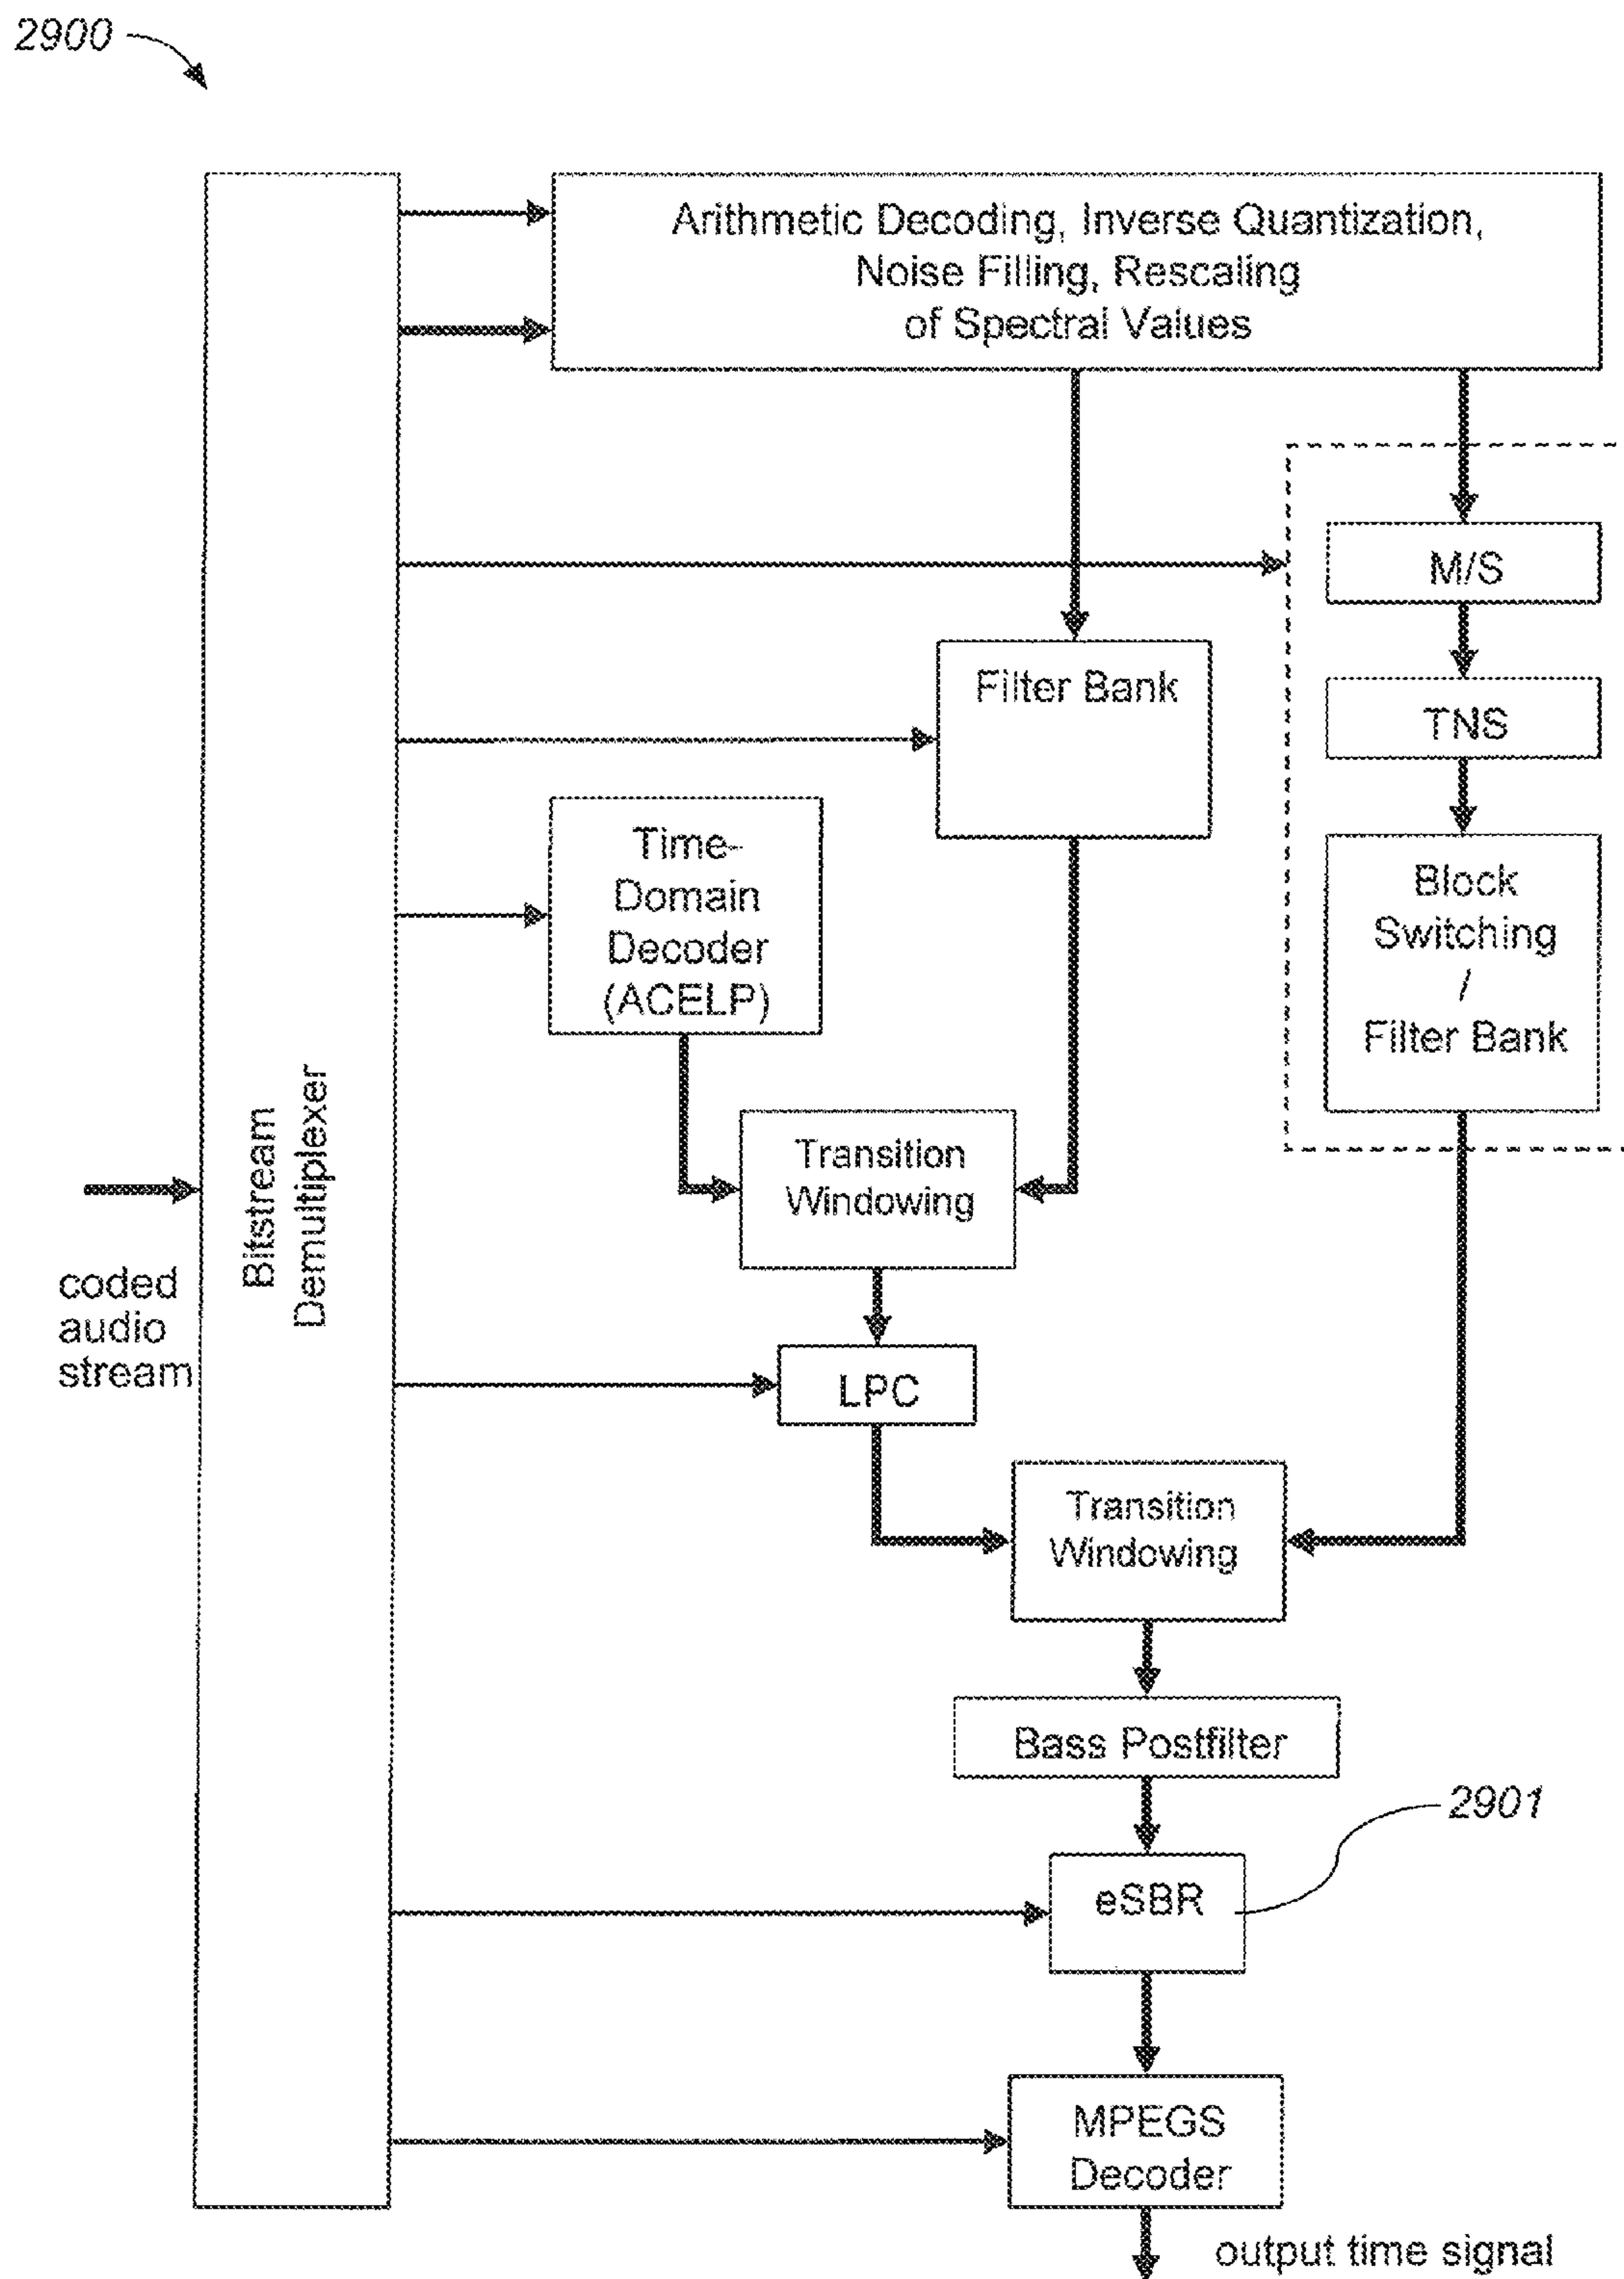 2900
Arithmetic Decoding, Inverse Quantization,
Noise Filling, Rescaling
of Spectral Values
M/S
Filter Bank
TNS
Time-
Domain
Decoder
(ACELP)
Block
Switching
/
Filter Bank
Bitstream
Demultiplexer
Transition
Windowing
coded
audio
stream
LPC
Transition
Windowing
Bass Postfilter
2901
eSBR
MPEGS
Decoder
output time signal